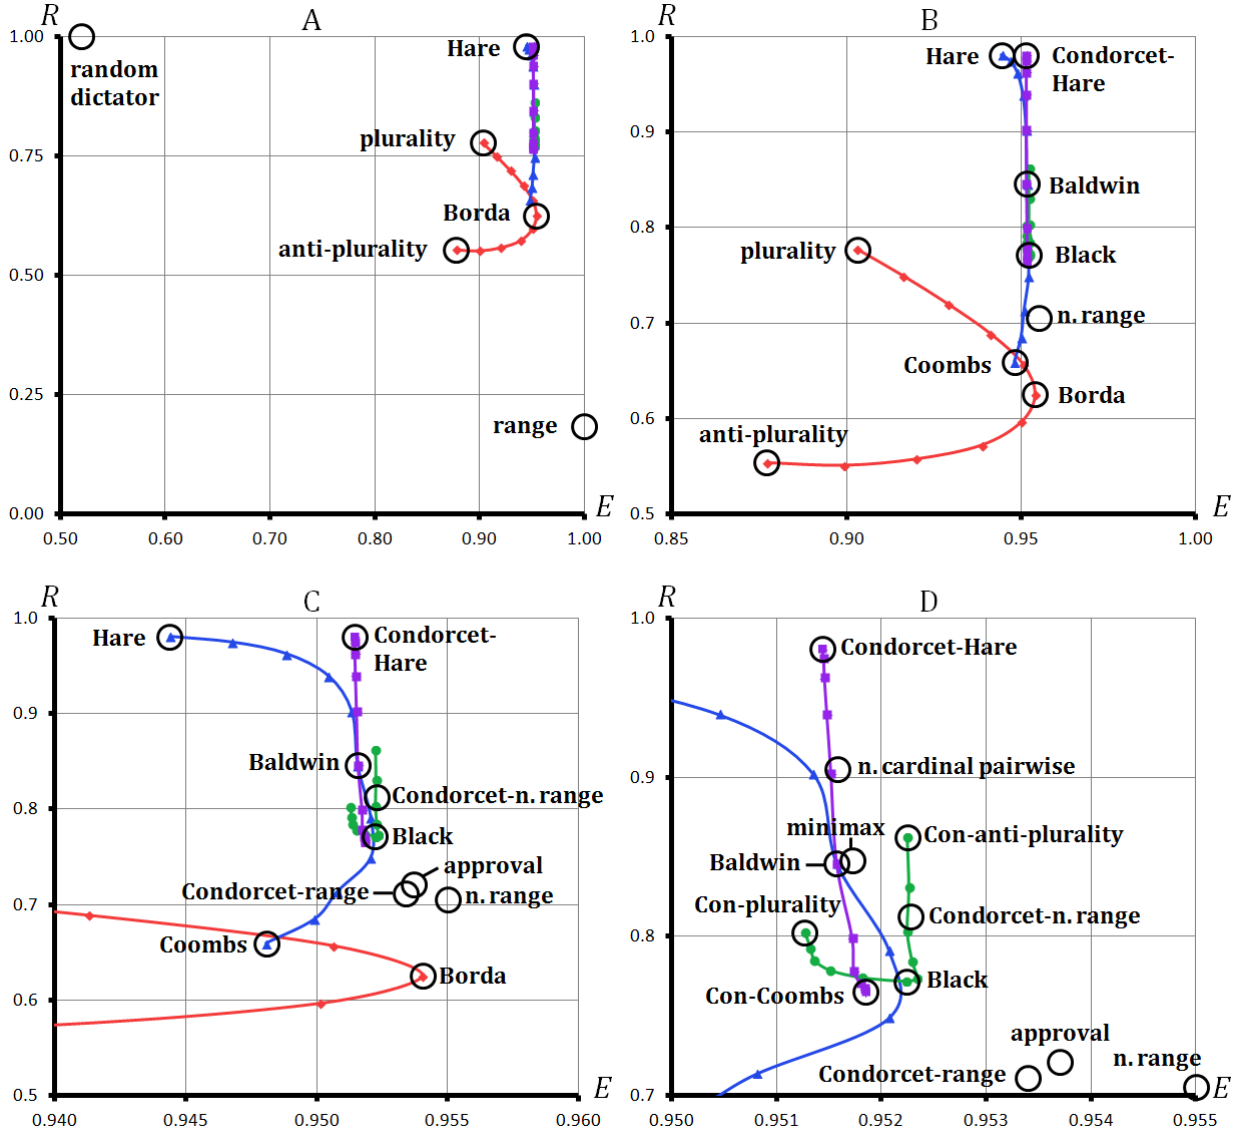 R
A
1.00
Hare
random
dictator
plurality
0.75
Borda
anti-plurality
0.50
0.25
range
0.00
E
0.50 0.60 0.70 0.80 0.90 1.00
R
B
1.0
Hare
Condorcet-
Hare
0.9
Baldwin
0.8
plurality
Black
n. range
0.7
Coombs
Borda
0.6
anti-plurality
0.5
E
0.85 0.90 0.95 1.00
R
C
1.0
Hare
Condorcet-
Hare
0.9
Baldwin
Condorcet-n. range
0.8
Black
approval
Condorcet-range
n. range
0.7
Coombs
Borda
0.6
0.5
E
0.940 0.945 0.950 0.955 0.960
R
D
1.0
Condorcet-Hare
n. cardinal pairwise
0.9
minimax
Con-anti-plurality
Baldwin
Con-plurality
Condorcet-n. range
0.8
Black
Con-Coombs
approval
n. range
Condorcet-range
0.7
E
0.950 0.951 0.952 0.953 0.954 0.955